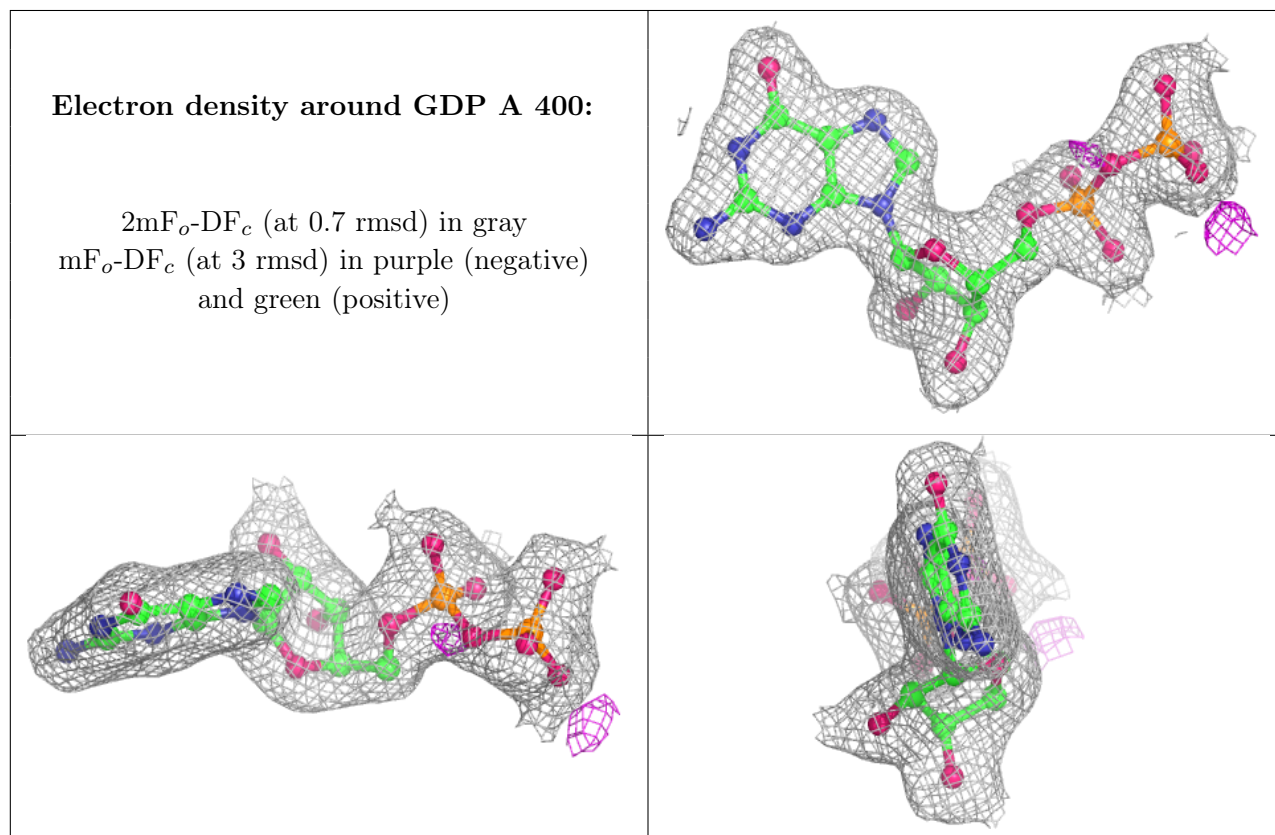 Electron density around GDP A 400:
2mFo-DFc (at 0.7 rmsd) in gray
mFo-DFc (at 3 rmsd) in purple (negative)
and green (positive)